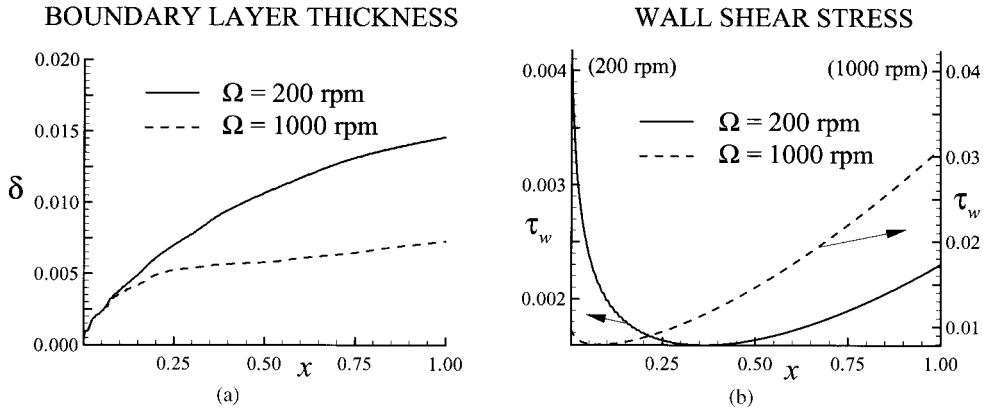 BOUNDARY LAYER THICKNESS
0.020
0.015
0.010
0.005
0.000
δ
Ω = 200 rpm
Ω = 1000 rpm
0.25
0.50
0.75
1.00
x
(a)
WALL SHEAR STRESS
0.004
0.003
0.002
τw
(200 rpm)
(1000 rpm)
Ω = 200 rpm
Ω = 1000 rpm
0.04
0.03
0.02
0.01
τw
0.25
0.50
0.75
1.00
x
(b)